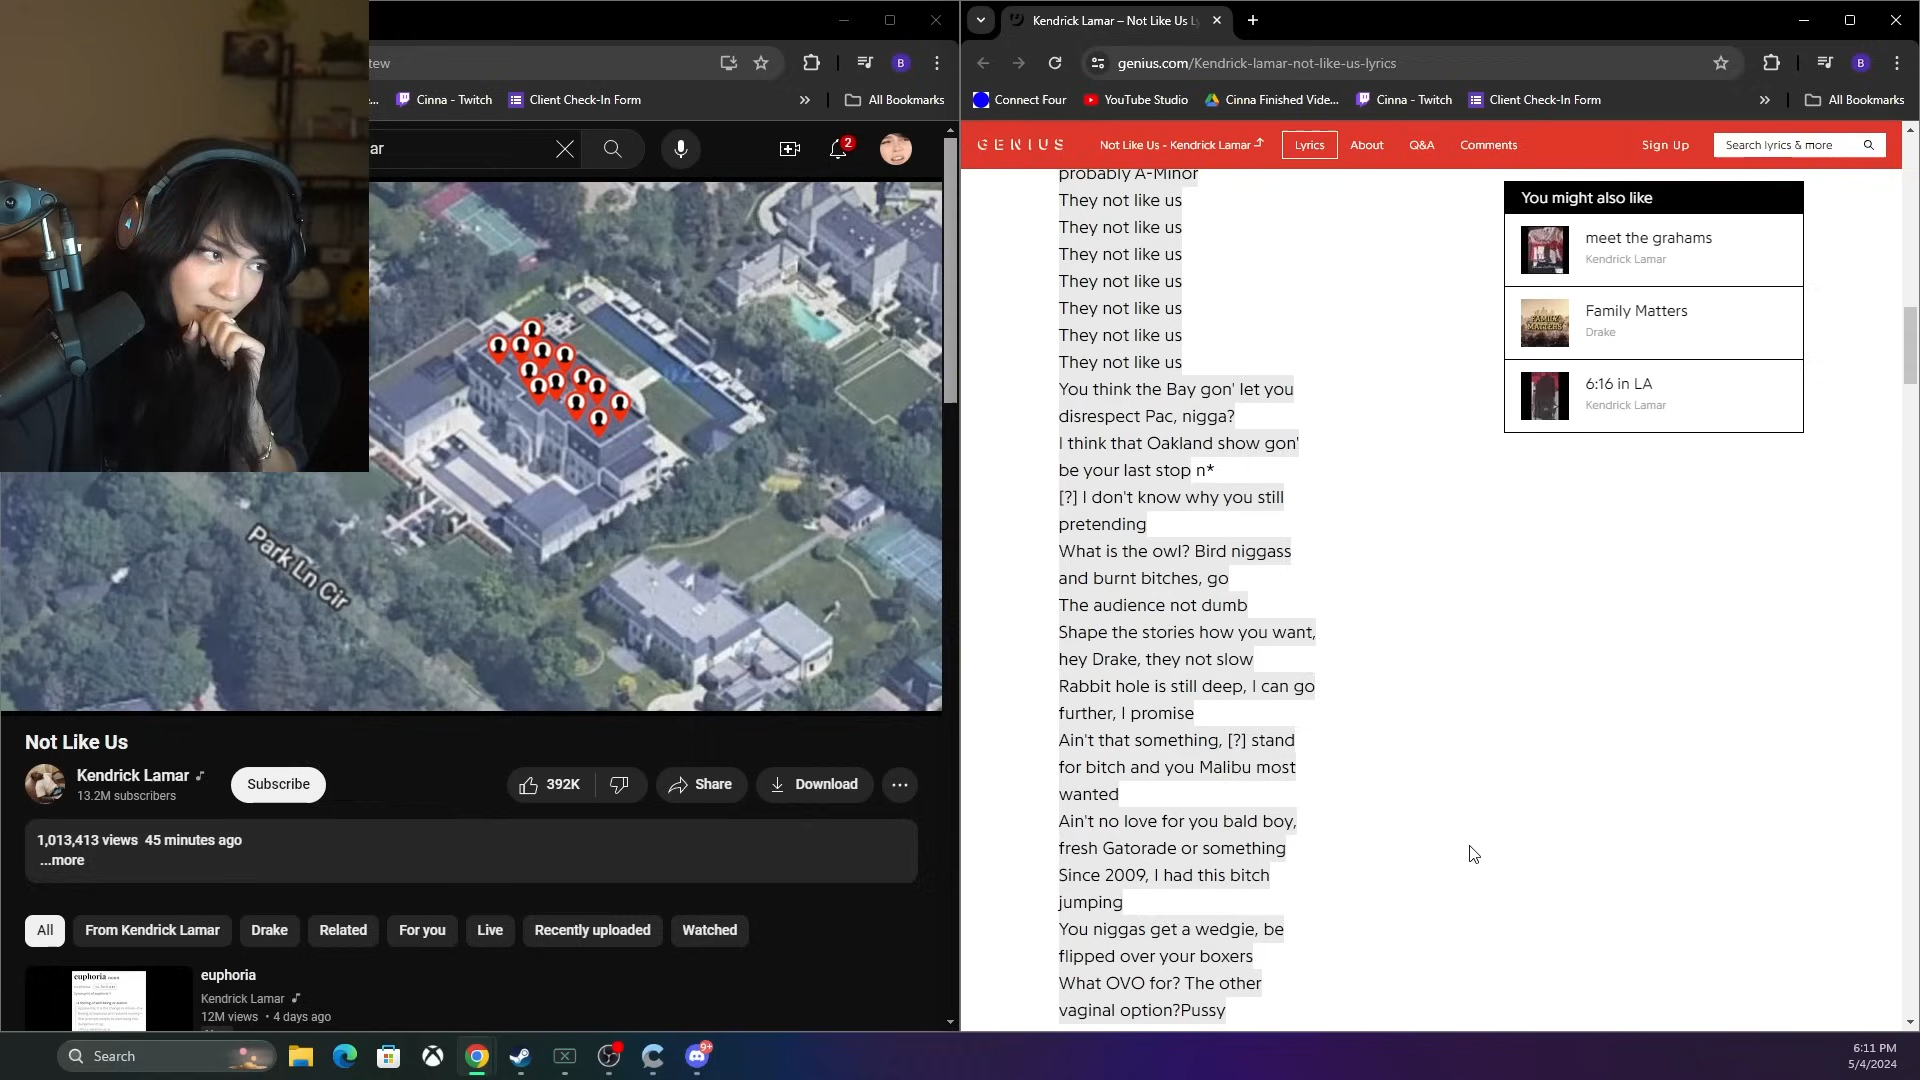 tew
... Cinna - Twitch Client Check-In Form » All Bookmarks
ar
2
Park Ln Cir
Not Like Us
Kendrick Lamar
13.2M subscribers
Subscribe
392K
Share
Download
1,013,413 views 45 minutes ago
...more
All From Kendrick Lamar Drake Related For you Live Recently uploaded Watched
euphoria
euphoria
Kendrick Lamar
12M views • 4 days ago
Kendrick Lamar – Not Like Us L
B
genius.com/Kendrick-lamar-not-like-us-lyrics
B
Connect Four YouTube Studio Cinna Finished Vide... Cinna - Twitch Client Check-In Form » All Bookmarks
GENIUS Not Like Us - Kendrick Lamar Lyrics About Q&A Comments Sign Up Search lyrics & more
probably A-Minor
They not like us
They not like us
They not like us
They not like us
They not like us
They not like us
They not like us
You think the Bay gon' let you
disrespect Pac, nigga?
I think that Oakland show gon'
be your last stop n*
[?] I don't know why you still
pretending
What is the owl? Bird niggass
and burnt bitches, go
The audience not dumb
Shape the stories how you want,
hey Drake, they not slow
Rabbit hole is still deep, I can go
further, I promise
Ain't that something, [?] stand
for bitch and you Malibu most
wanted
Ain't no love for you bald boy,
fresh Gatorade or something
Since 2009, I had this bitch
jumping
You niggas get a wedgie, be
flipped over your boxers
What OVO for? The other
vaginal option?Pussy
You might also like
meet the grahams
Kendrick Lamar
FAMILY MATTERS
Family Matters
Drake
6:16 in LA
Kendrick Lamar
Search
9+
6:11 PM
5/4/2024